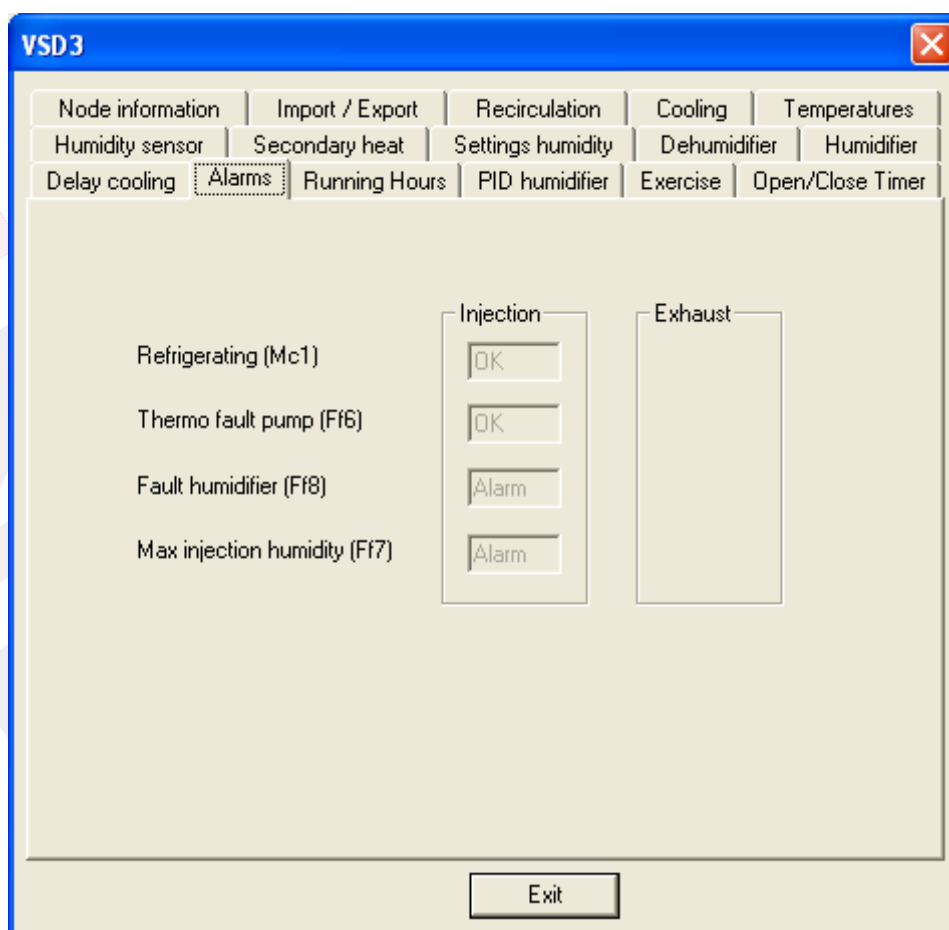 VSD3
Node information Import / Export Recirculation Cooling Temperatures
Humidity sensor Secondary heat Settings humidity Dehumidifier Humidifier
Delay cooling Alarms Running Hours PID humidifier Exercise Open/Close Timer
Injection Exhaust
Refrigerating (Mc1) OK
Thermo fault pump (Ff6) OK
Fault humidifier (Ff8) Alarm
Max injection humidity (Ff7) Alarm
Exit